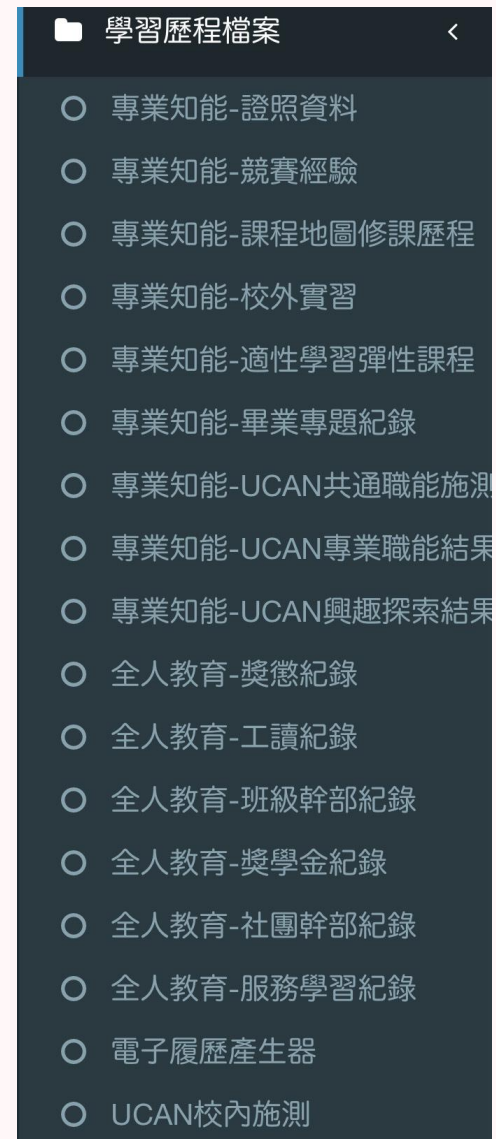 學習歷程檔案
專業知能-證照資料
專業知能-競賽經驗
專業知能-課程地圖修課歷程
專業知能-校外實習
專業知能-適性學習彈性課程
專業知能-畢業專題紀錄
專業知能-UCAN共通職能施測
專業知能-UCAN專業職能結果
專業知能-UCAN興趣探索結果
全人教育-獎懲紀錄
全人教育-工讀紀錄
全人教育-班級幹部紀錄
全人教育-獎學金紀錄
全人教育-社團幹部紀錄
全人教育-服務學習紀錄
電子履歷產生器
UCAN校內施測